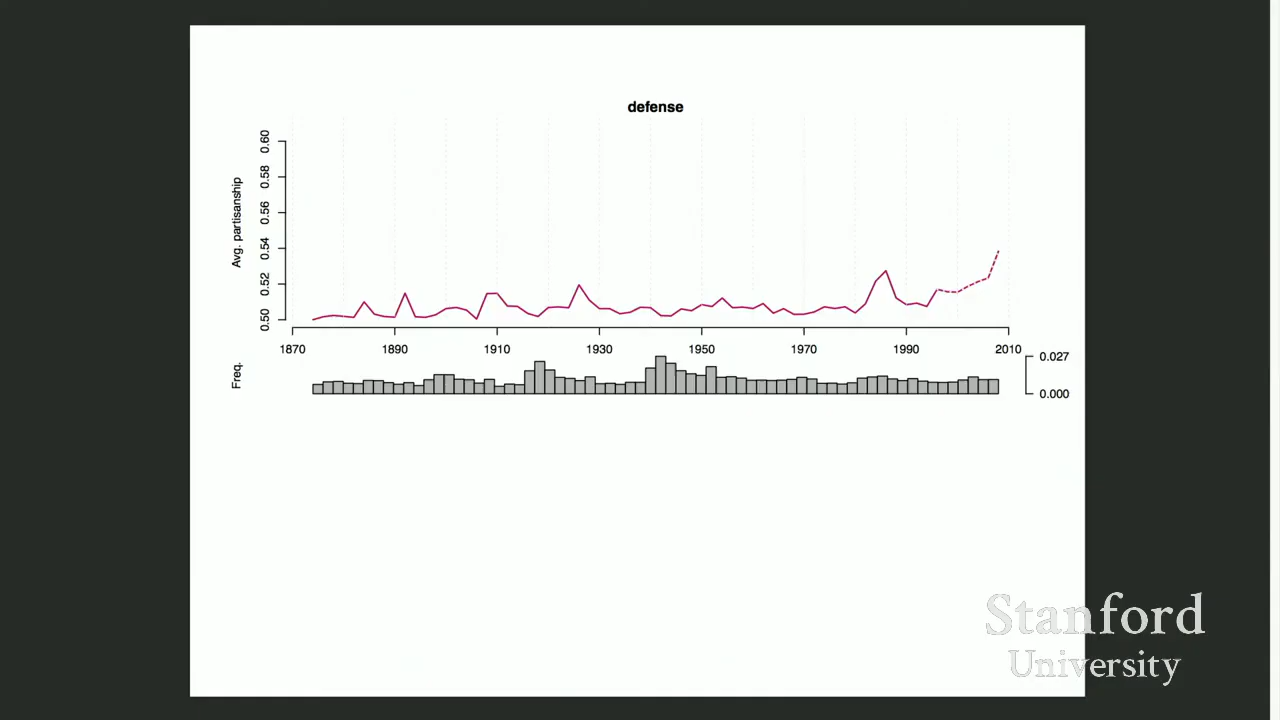 defense
Avg. partisanship
0.60
0.58
0.56
0.54
0.52
0.50
1870 1890 1910 1930 1950 1970 1990 2010
Freq.
0.027
0.000
Stanford
University